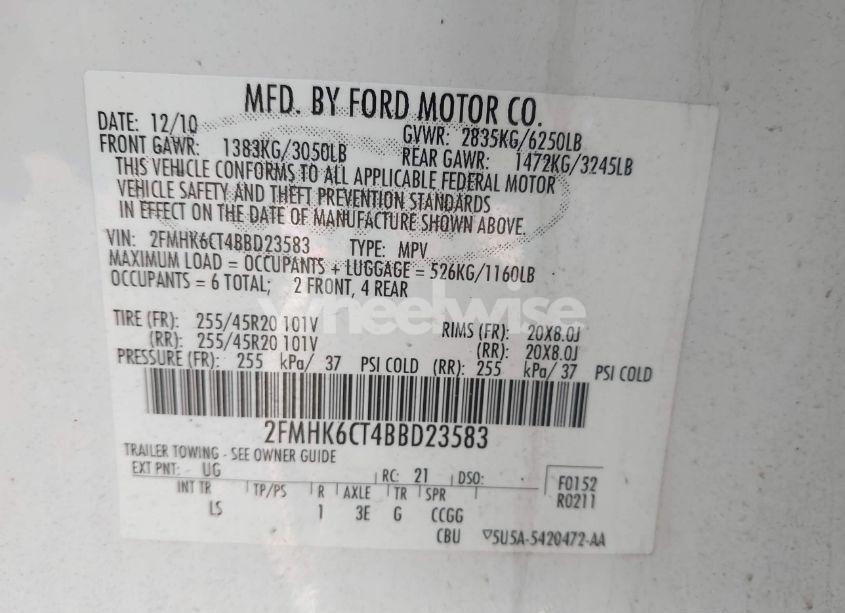 MFD. BY FORD MOTOR CO.
DATE: 12/10 GVWR: 2835KG/6250LB
FRONT GAWR: 1383KG/3050LB REAR GAWR: 1472KG/3245LB
THIS VEHICLE CONFORMS TO ALL APPLICABLE FEDERAL MOTOR
VEHICLE SAFETY AND THEFT PREVENTION STANDARDS
IN EFFECT ON THE DATE OF MANUFACTURE SHOWN ABOVE.
VIN: 2FMHK6CT4BBD23583 TYPE: MPV
MAXIMUM LOAD = OCCUPANTS + LUGGAGE = 526KG/1160LB
OCCUPANTS = 6 TOTAL; 2 FRONT, 4 REAR
wheelwise
TIRE (FR): 255/45R20 101V RIMS (FR): 20X8.0J
(RR): 255/45R20 101V (RR): 20X8.0J
PRESSURE (FR): 255 kPa/ 37 PSI COLD (RR): 255 kPa/ 37 PSI COLD
2FMHK6CT4BBD23583
TRAILER TOWING - SEE OWNER GUIDE
EXT PNT: UG RC: 21 DSO: F0152
INT TR TP/PS R AXLE TR SPR R0211
LS 1 3E G CCGG
CBU ▽5U5A-5420472-AA